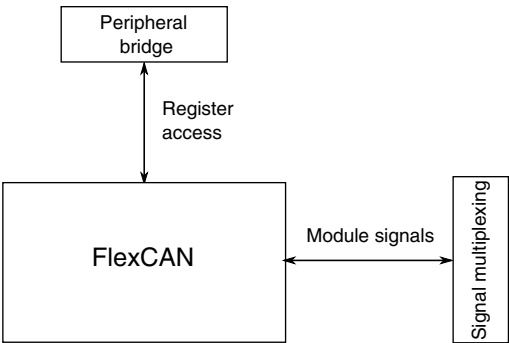 Peripheral
bridge
Register
access
FlexCAN
Module signals
Signal multiplexing